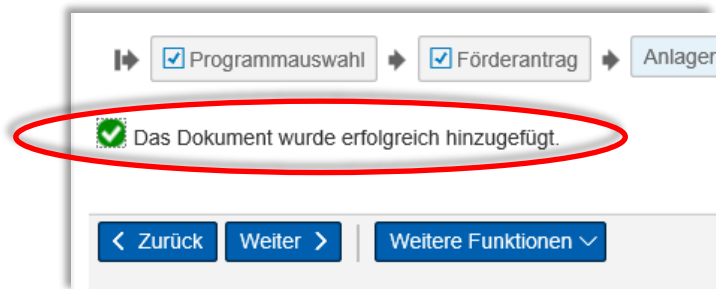 Programmauswahl Förderantrag Anlagen
Das Dokument wurde erfolgreich hinzugefügt.
Zurück Weiter Weitere Funktionen